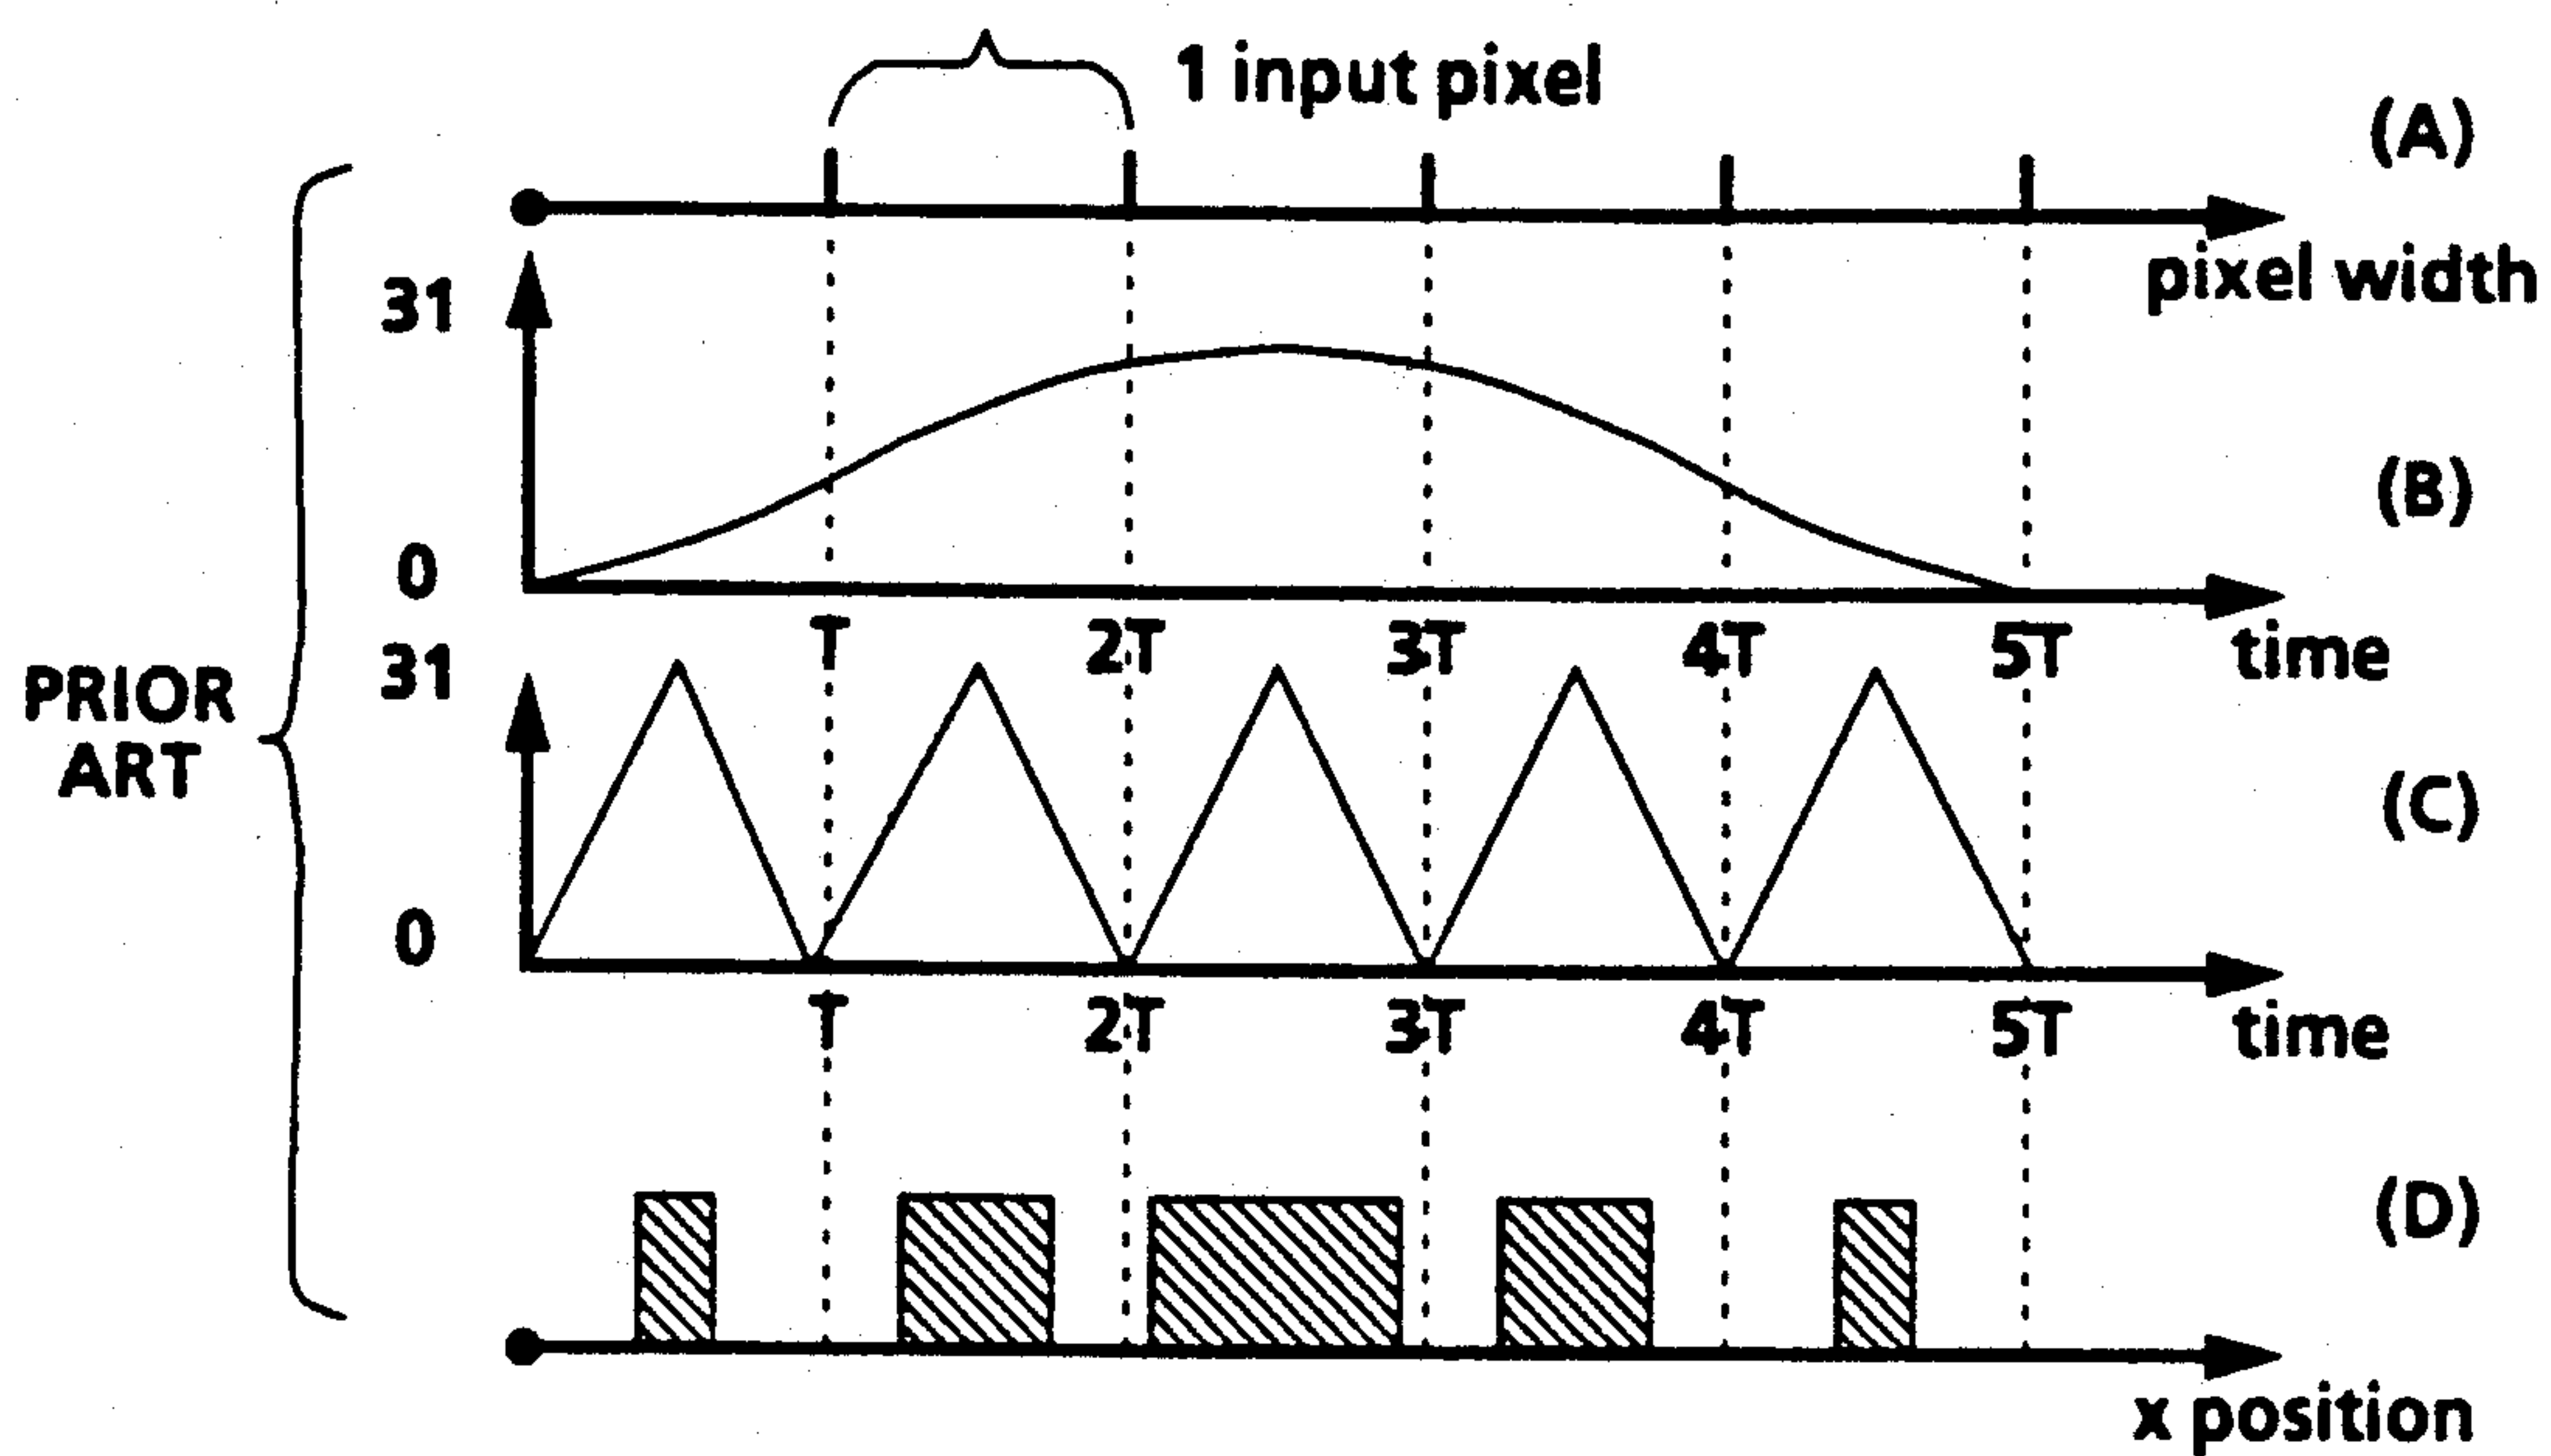 1 input pixel
(A)
pixel width
31
(B)
0
T 2T 3T 4T 5T time
31
PRIOR
ART
(C)
0
T 2T 3T 4T 5T time
(D)
x position